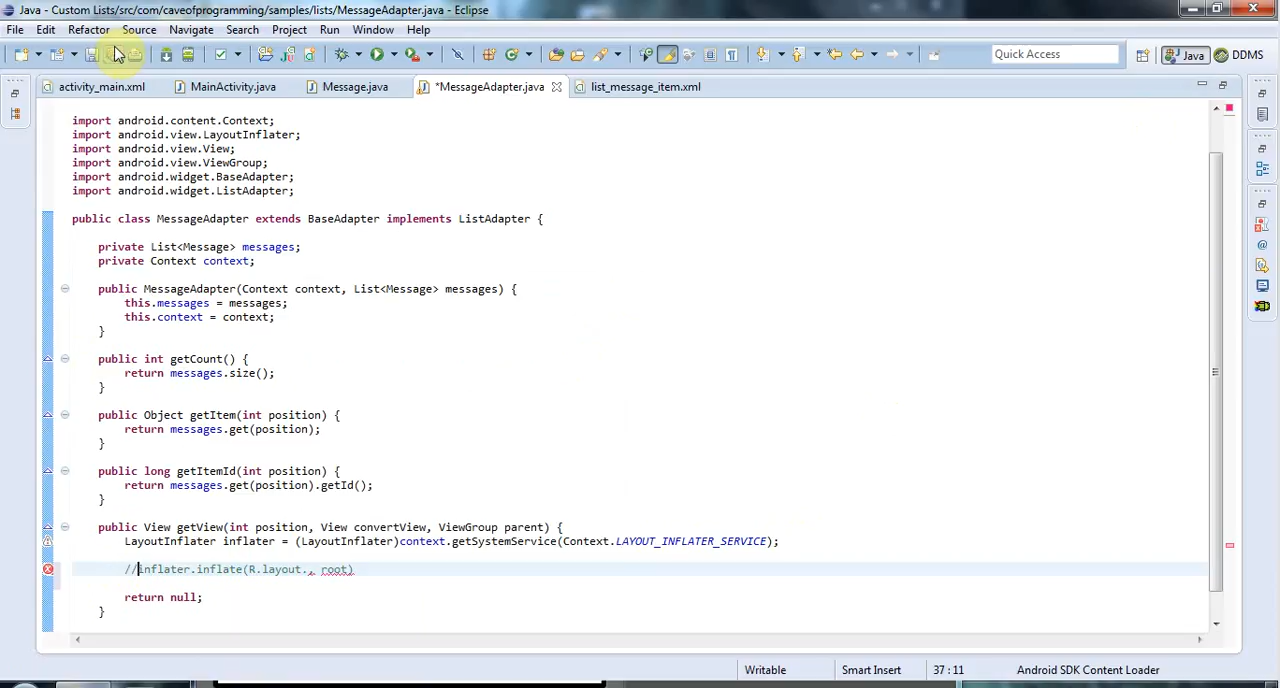 Java - Custom Lists/src/com/caveofprogramming/samples/lists/MessageAdapter.java - Eclipse
File Edit Refactor Source Navigate Search Project Run Window Help
Quick Access
Java
DDMS
activity_main.xml
MainActivity.java
Message.java
*MessageAdapter.java
list_message_item.xml
import android.content.Context;
import android.view.LayoutInflater;
import android.view.View;
import android.view.ViewGroup;
import android.widget.BaseAdapter;
import android.widget.ListAdapter;
public class MessageAdapter extends BaseAdapter implements ListAdapter {
private List<Message> messages;
private Context context;
public MessageAdapter(Context context, List<Message> messages) {
this.messages = messages;
this.context = context;
}
public int getCount() {
return messages.size();
}
public Object getItem(int position) {
return messages.get(position);
}
public long getItemId(int position) {
return messages.get(position).getId();
}
public View getView(int position, View convertView, ViewGroup parent) {
LayoutInflater inflater = (LayoutInflater)context.getSystemService(Context.LAYOUT_INFLATER_SERVICE);
//inflater.inflate(R.layout., root)
return null;
}
Writable
Smart Insert
37 : 11
Android SDK Content Loader